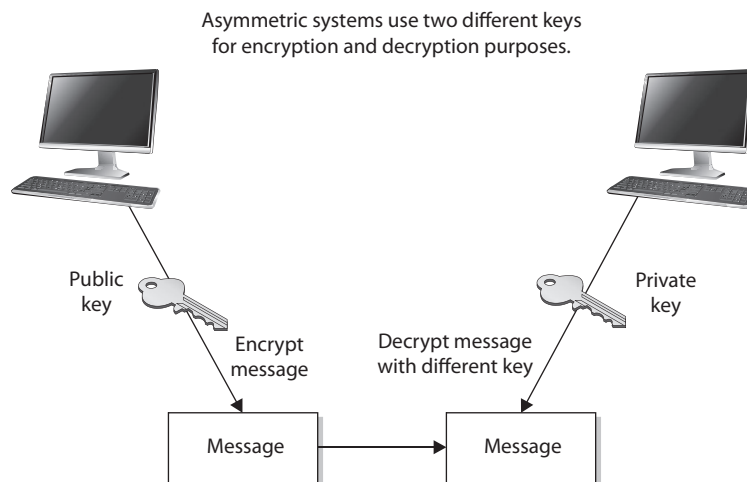 Asymmetric systems use two different keys
for encryption and decryption purposes.
Public
key
Private
key
Encrypt
message
Decrypt message
with different key
Message
Message